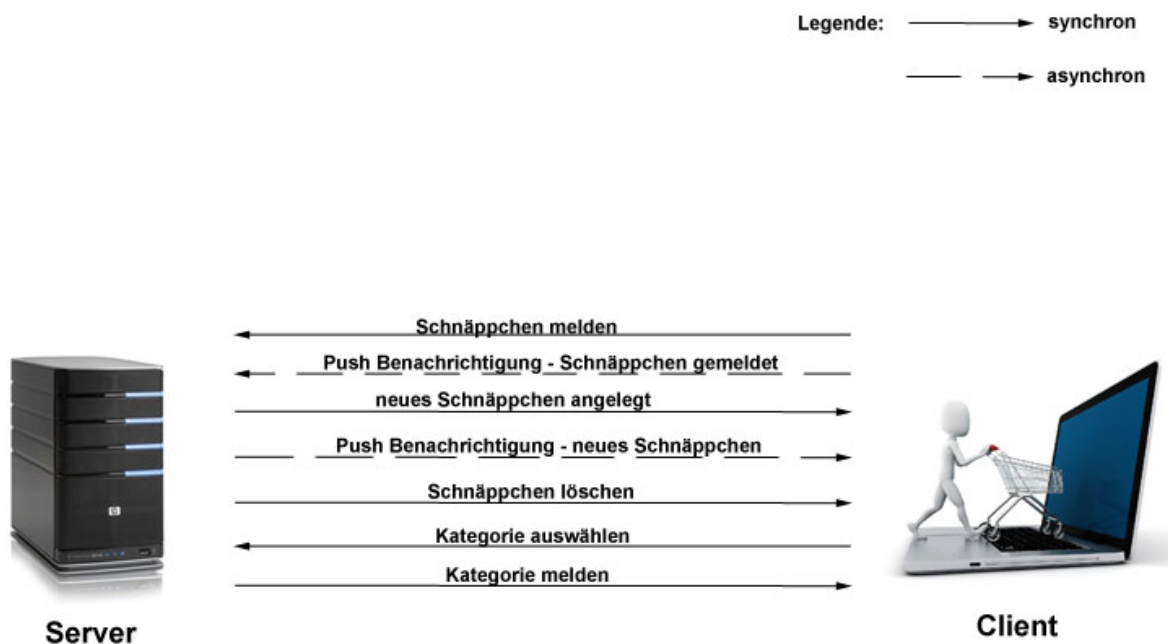 Legende: synchron
asynchron
Schnäppchen melden
Push Benachrichtigung - Schnäppchen gemeldet
neues Schnäppchen angelegt
Push Benachrichtigung - neues Schnäppchen
Schnäppchen löschen
Kategorie auswählen
Kategorie melden
Server
Client